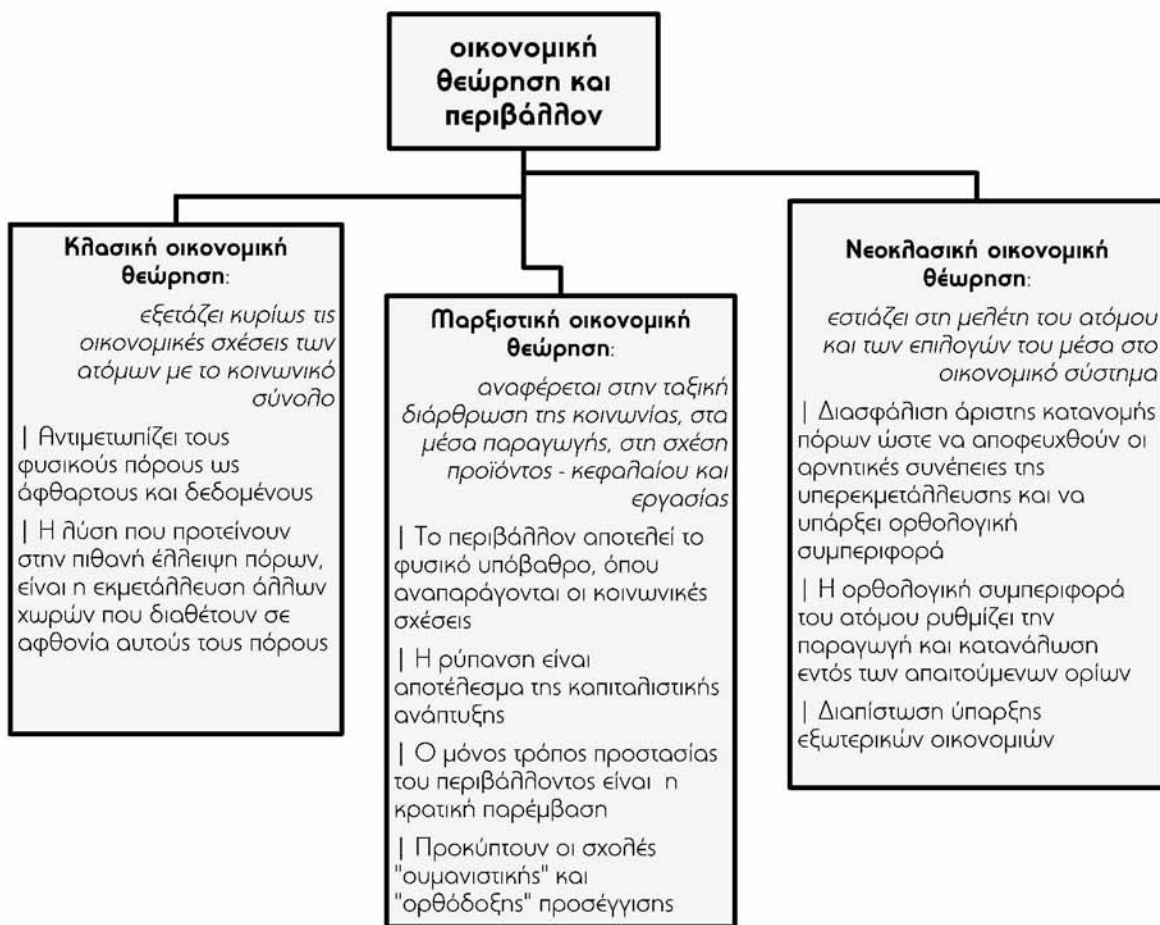 οικονομική
θεώρηση και
περιβάλλον
Κλασική οικονομική
θεώρηση:
εξετάζει κυρίως τις
οικονομικές σχέσεις των
ατόμων με το κοινωνικό
σύνολο
| Αντιμετωπίζει τους
φυσικούς πόρους ως
άφθαρτους και δεδομένους
| Η λύση που προτείνουν
στην πιθανή έλλειψη πόρων,
είναι η εκμετάλλευση άλλων
χωρών που διαθέτουν σε
αφθονία αυτούς τους πόρους
Μαρξιστική οικονομική
θεώρηση:
αναφέρεται στην ταξική
διάρθρωση της κοινωνίας, στα
μέσα παραγωγής, στη σχέση
προϊόντος - κεφαλαίου και
εργασίας
| Το περιβάλλον αποτελεί το
φυσικό υπόβαθρο, όπου
αναπαράγονται οι κοινωνικές
σχέσεις
| Η ρύπανση είναι
αποτέλεσμα της καπιταλιστικής
ανάπτυξης
| Ο μόνος τρόπος προστασίας
του περιβάλλοντος είναι η
κρατική παρέμβαση
| Προκύπτουν οι σχολές
"ουμανιστικής" και
"ορθόδοξης" προσέγγισης
Νεοκλασική οικονομική
θέωρηση:
εστιάζει στη μελέτη του ατόμου
και των επιλογών του μέσα στο
οικονομικό σύστημα
| Διασφάλιση άριστης κατανομής
πόρων ώστε να αποφευχθούν οι
αρνητικές συνέπειες της
υπερεκμετάλλευσης και να
υπάρξει ορθολογική
συμπεριφορά
| Η ορθολογική συμπεριφορά
του ατόμου ρυθμίζει την
παραγωγή και κατανάλωση
εντός των απαιτούμενων ορίων
| Διαπίστωση ύπαρξης
εξωτερικών οικονομιών